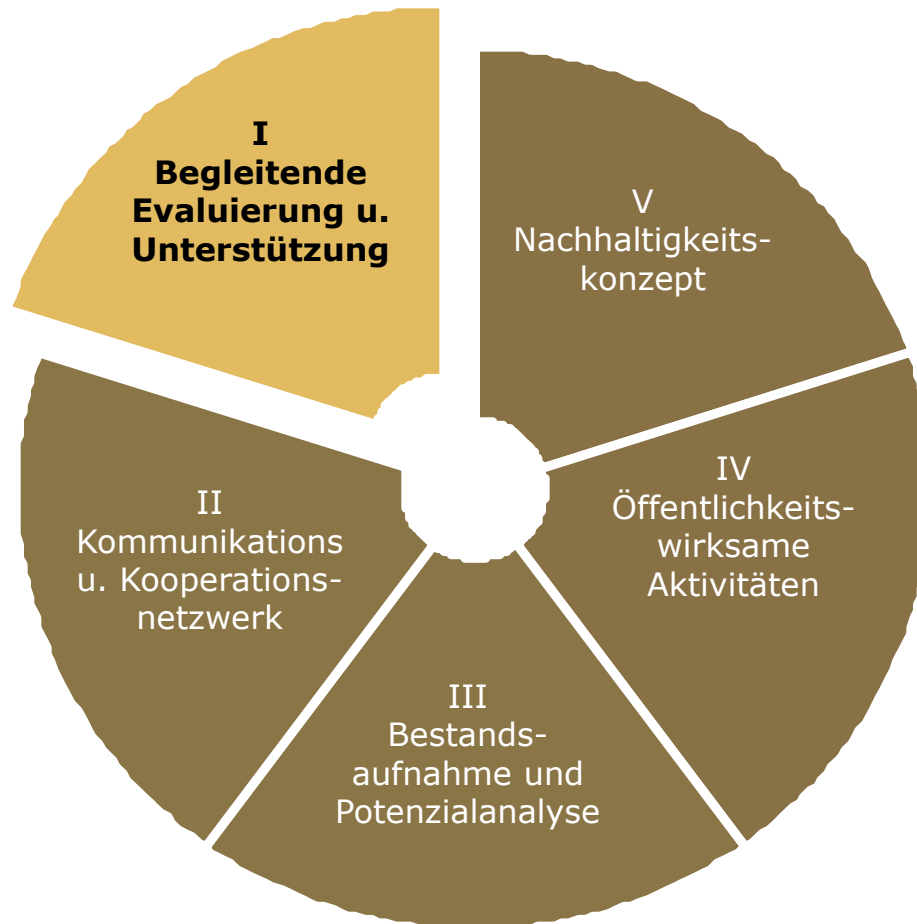 I
Begleitende
Evaluierung u.
Unterstützung
II
Kommunikations
u. Kooperations-
netzwerk
III
Bestands-
aufnahme und
Potenzialanalyse
IV
Öffentlichkeits-
wirksame
Aktivitäten
V
Nachhaltigkeits-
konzept